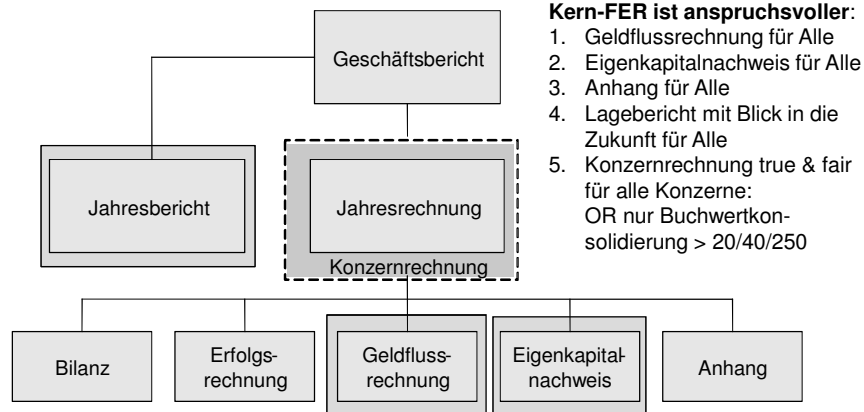 Kern-FER ist anspruchsvoller:
1. Geldflussrechnung für Alle
2. Eigenkapitalnachweis für Alle
3. Anhang für Alle
4. Lagebericht mit Blick in die
Zukunft für Alle
5. Konzernrechnung true & fair
für alle Konzerne:
OR nur Buchwertkon-
solidierung > 20/40/250
Geschäftsbericht
Jahresbericht
Jahresrechnung
Konzernrechnung
Bilanz
Erfolgs-
rechnung
Geldfluss-
rechnung
Eigenkapital-
nachweis
Anhang